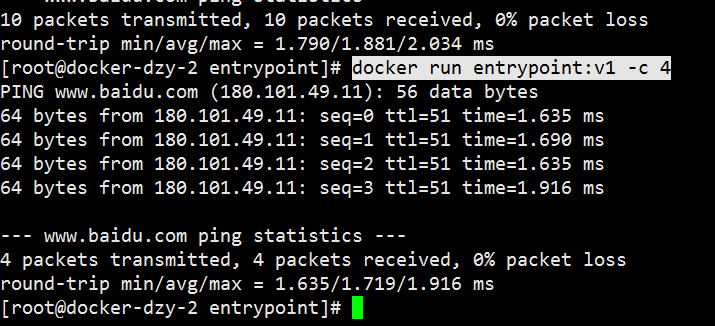 --- www.baidu.com ping statistics ---
10 packets transmitted, 10 packets received, 0% packet loss
round-trip min/avg/max = 1.790/1.881/2.034 ms
[root@docker-dzy-2 entrypoint]# docker run entrypoint:v1 -c 4
PING www.baidu.com (180.101.49.11): 56 data bytes
64 bytes from 180.101.49.11: seq=0 ttl=51 time=1.635 ms
64 bytes from 180.101.49.11: seq=1 ttl=51 time=1.690 ms
64 bytes from 180.101.49.11: seq=2 ttl=51 time=1.635 ms
64 bytes from 180.101.49.11: seq=3 ttl=51 time=1.916 ms

--- www.baidu.com ping statistics ---
4 packets transmitted, 4 packets received, 0% packet loss
round-trip min/avg/max = 1.635/1.719/1.916 ms
[root@docker-dzy-2 entrypoint]#